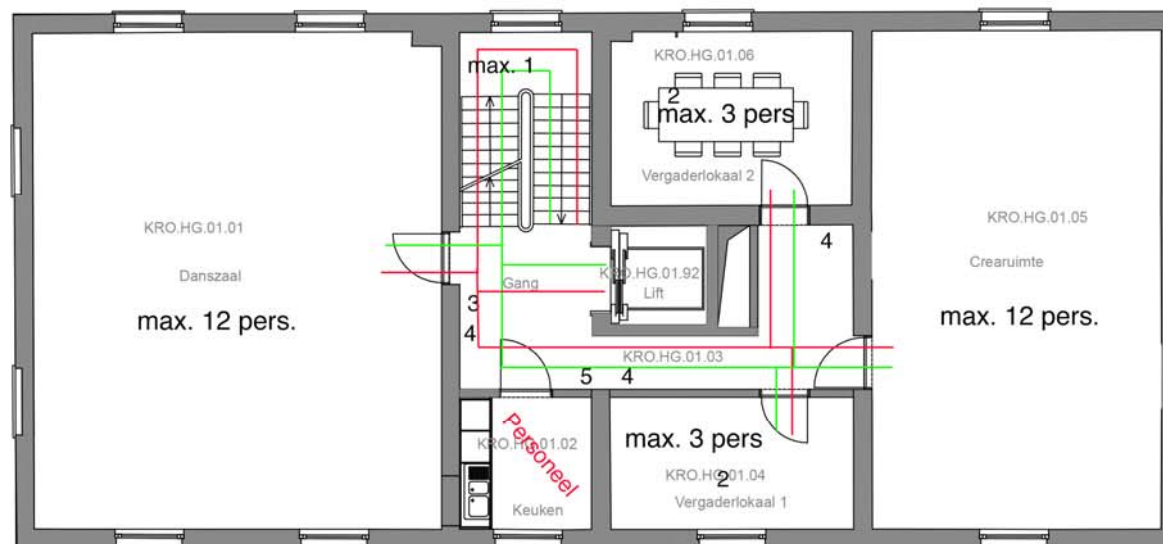 max. 1
KRO.HG.01.06
2
max. 3 pers
Vergaderlokaal 2
KRO.HG.01.01
Danszaal
max. 12 pers.
Gang
3
4
KRO.HG.01.92
Lift
4
KRO.HG.01.05
Crearuimte
max. 12 pers.
KRO.HG.01.03
5 4
KRO.HG.01.02
Personeel
Keuken
max. 3 pers
KRO.HG.01.04
2
Vergaderlokaal 1